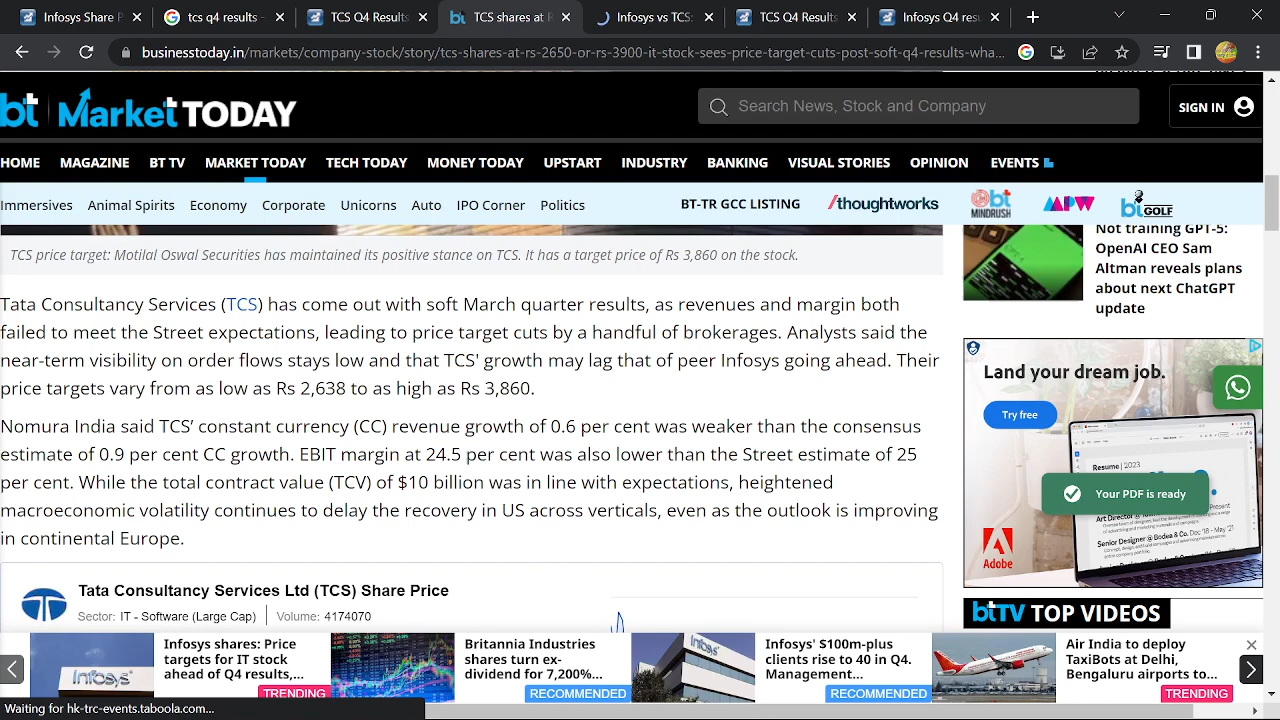 Infosys Share P
tcs q4 results -
TCS Q4 Results
TCS shares at R
Infosys vs TCS:
TCS Q4 Results
Infosys Q4 resu
businesstoday.in/markets/company-stock/story/tcs-shares-at-rs-2650-or-rs-3900-it-stock-sees-price-target-cuts-post-soft-q4-results-wha...
bt Market TODAY
Search News, Stock and Company
SIGN IN
HOME MAGAZINE BT TV MARKET TODAY TECH TODAY MONEY TODAY UPSTART INDUSTRY BANKING VISUAL STORIES OPINION EVENTS
Immersives Animal Spirits Economy Corporate Unicorns Auto IPO Corner Politics
BT-TR GCC LISTING /thoughtworks bt MINDRUSH MPW bt GOLF
TCS price target: Motilal Oswal Securities has maintained its positive stance on TCS. It has a target price of Rs 3,860 on the stock.
Tata Consultancy Services (TCS) has come out with soft March quarter results, as revenues and margin both
failed to meet the Street expectations, leading to price target cuts by a handful of brokerages. Analysts said the
near-term visibility on order flows stays low and that TCS' growth may lag that of peer Infosys going ahead. Their
price targets vary from as low as Rs 2,638 to as high as Rs 3,860.
Nomura India said TCS’ constant currency (CC) revenue growth of 0.6 per cent was weaker than the consensus
estimate of 0.9 per cent CC growth. EBIT margin at 24.5 per cent was also lower than the Street estimate of 25
per cent. While the total contract value (TCV) of $10 billion was in line with expectations, heightened
macroeconomic volatility continues to delay the recovery in US across verticals, even as the outlook is improving
in continental Europe.
Tata Consultancy Services Ltd (TCS) Share Price
Sector: IT - Software (Large Cap) Volume: 4174070
Not training GPT-5:
OpenAI CEO Sam
Altman reveals plans
about next ChatGPT
update
Land your dream job.
Try free
Resume | 2023
Your PDF is ready
Senior Designer @ Bodea & Co. Dec '18 - May '21
Adobe
btTV TOP VIDEOS
Infosys shares: Price
targets for IT stock
ahead of Q4 results,...
TRENDING
Britannia Industries
shares turn ex-
dividend for 7,200%...
RECOMMENDED
Infosys' $100m-plus
clients rise to 40 in Q4.
Management...
RECOMMENDED
Air India to deploy
TaxiBots at Delhi,
Bengaluru airports to...
TRENDING
Infosys
Infosys
Waiting for hk-trc-events.taboola.com...